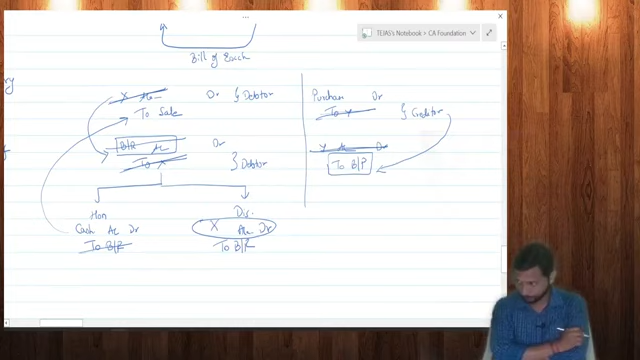 TEJAS's Notebook > CA Foundation
Bill of Exch
X A/c Dr } Debtor
To Sale
B/R A/c Dr
To X } Debtor
Hon
Cash A/c Dr
To B/R
Dis.
X A/c Dr
To B/R
Purchase Dr
To Y } Creditor
Y A/c Dr
To B/P